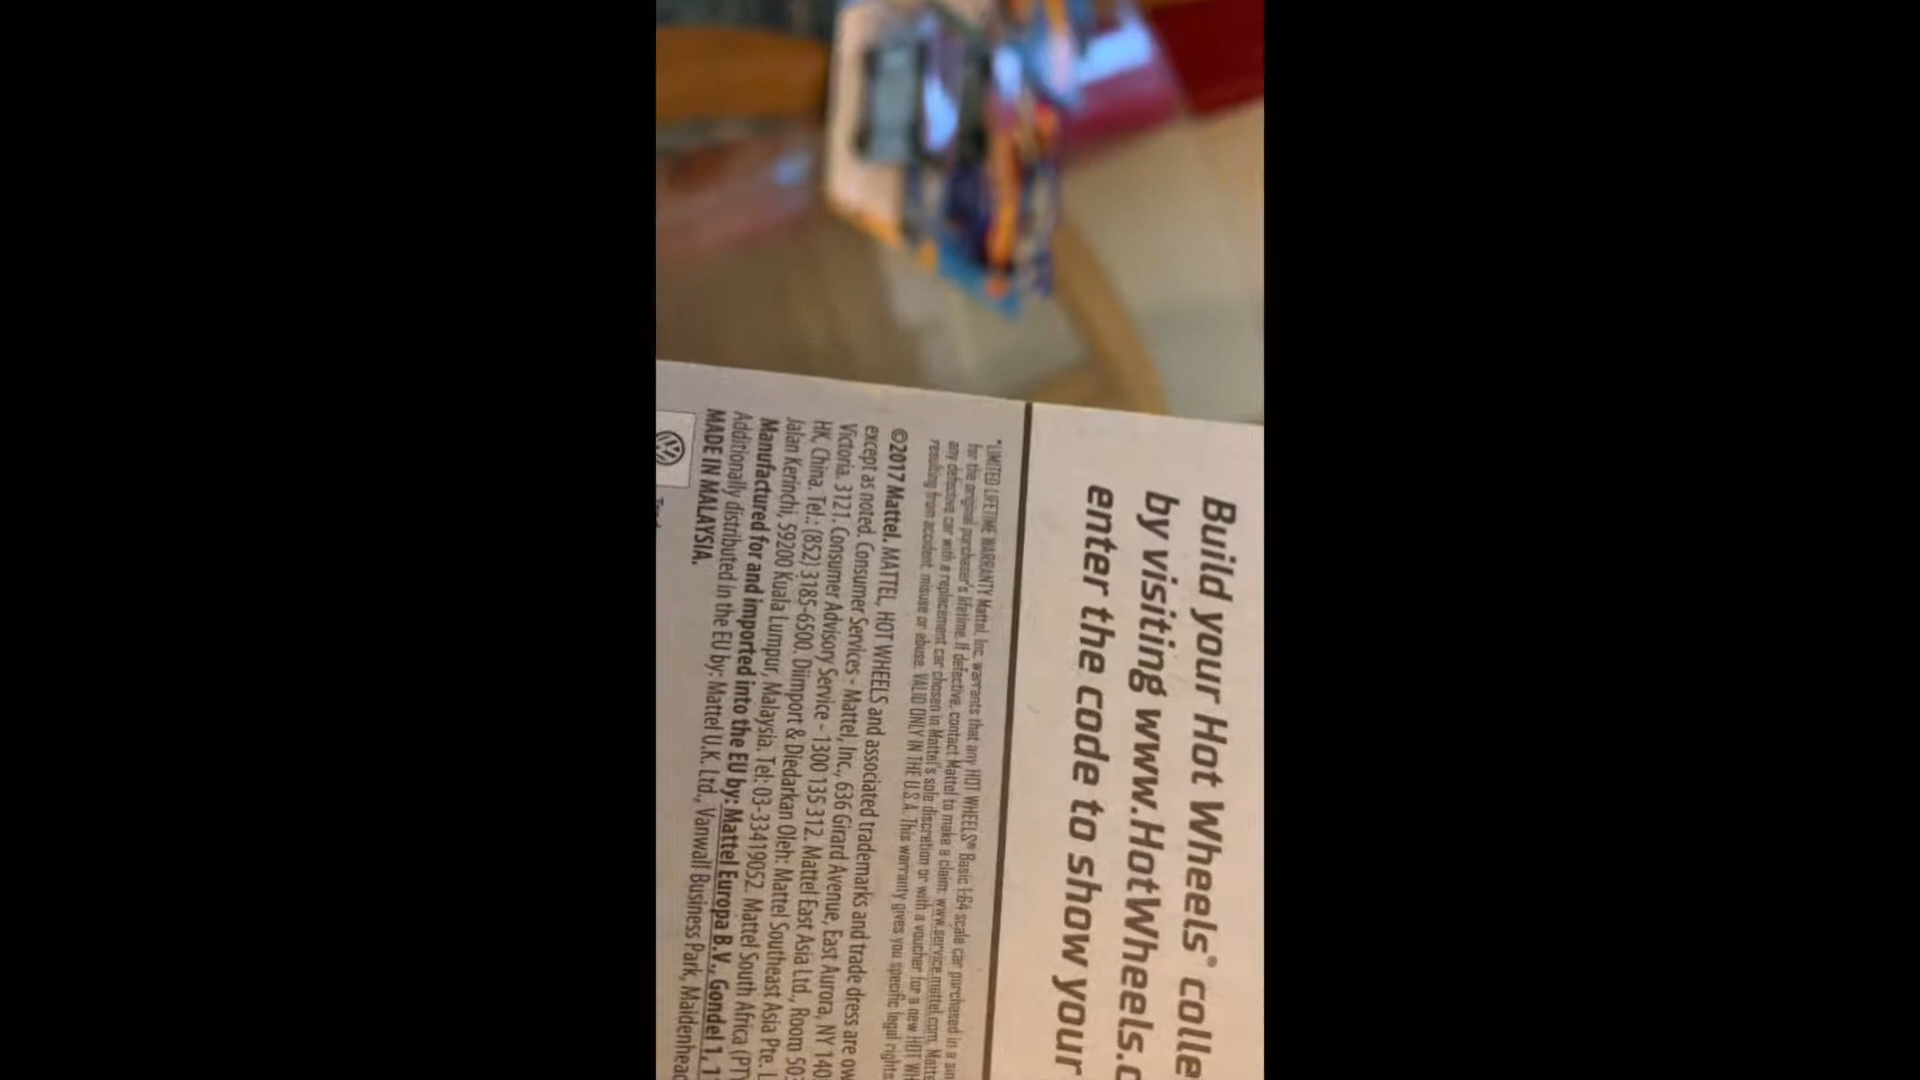 Build your Hot Wheels® colle
by visiting www.HotWheels.c
enter the code to show your
*LIMITED LIFETIME WARRANTY Mattel, Inc. warrants that any HOT WHEELS® Basic 1:64 scale car purchased in a sin
for the original purchaser's lifetime. If defective, contact Mattel to make a claim: www.service.mattel.com. Matte
any defective car with a replacement car chosen in Mattel's sole discretion or with a voucher for a new HOT WH
resulting from accident, misuse or abuse. VALID ONLY IN THE U.S.A. This warranty gives you specific legal rights
©2017 Mattel. MATTEL, HOT WHEELS and associated trademarks and trade dress are ow
except as noted. Consumer Services - Mattel, Inc., 636 Girard Avenue, East Aurora, NY 140
Victoria. 3121. Consumer Advisory Service - 1300 135 312. Mattel East Asia Ltd., Room 503
HK, China. Tel.: (852) 3185-6500. Diimport & Diedarkan Oleh: Mattel Southeast Asia Pte. L
Jalan Kerinchi, 59200 Kuala Lumpur, Malaysia. Tel: 03-33419052. Mattel South Africa (PTY
Manufactured for and imported into the EU by: Mattel Europa B.V., Gondel 1, 1
Additionally distributed in the EU by: Mattel U.K. Ltd., Vanwall Business Park, Maidenhead
MADE IN MALAYSIA.